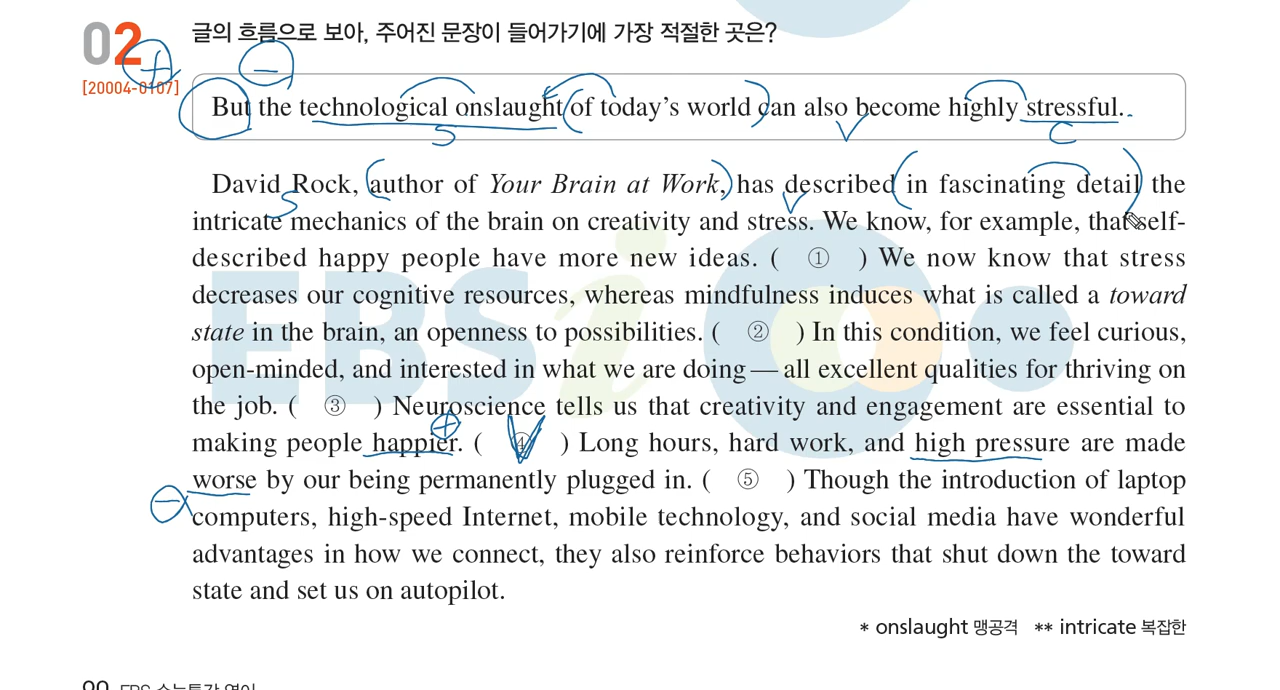 02
글의 흐름으로 보아, 주어진 문장이 들어가기에 가장 적절한 곳은?
[20004-0107]
But the technological onslaught of today's world can also become highly stressful.
S V C
David Rock, author of Your Brain at Work, has described in fascinating detail the
S V
intricate mechanics of the brain on creativity and stress. We know, for example, that self-
described happy people have more new ideas. ( ① ) We now know that stress
decreases our cognitive resources, whereas mindfulness induces what is called a toward
state in the brain, an openness to possibilities. ( ② ) In this condition, we feel curious,
open-minded, and interested in what we are doing — all excellent qualities for thriving on
the job. ( ③ ) Neuroscience tells us that creativity and engagement are essential to
making people happier. ( ④ ) Long hours, hard work, and high pressure are made
worse by our being permanently plugged in. ( ⑤ ) Though the introduction of laptop
computers, high-speed Internet, mobile technology, and social media have wonderful
advantages in how we connect, they also reinforce behaviors that shut down the toward
state and set us on autopilot.
* onslaught 맹공격 ** intricate 복잡한
EBSi